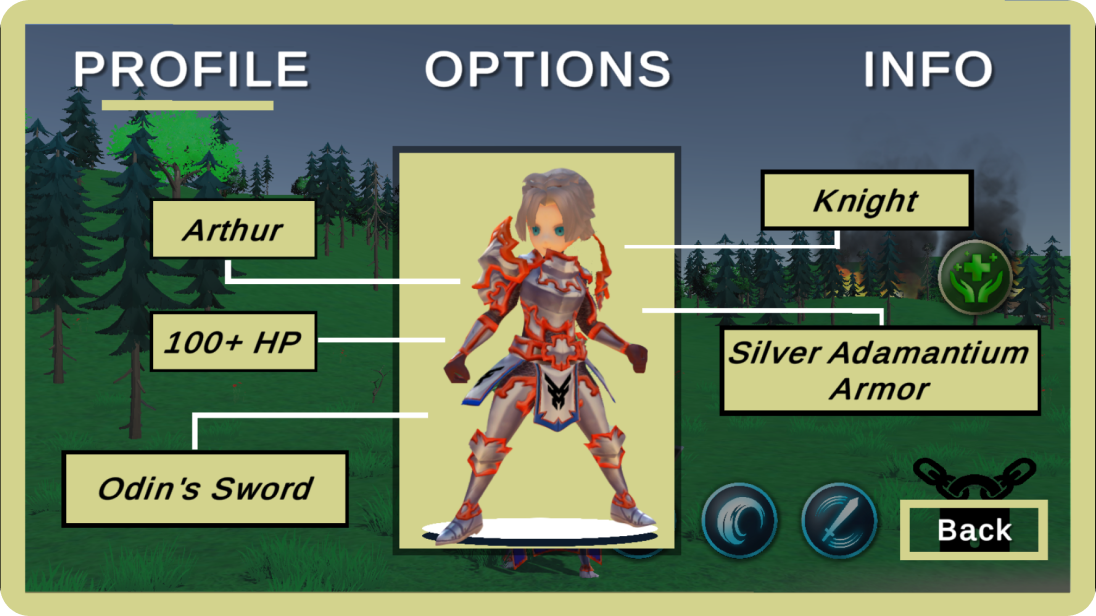 PROFILE
OPTIONS
INFO
Arthur
Knight
100+ HP
Silver Adamantium
Armor
Odin's Sword
Back